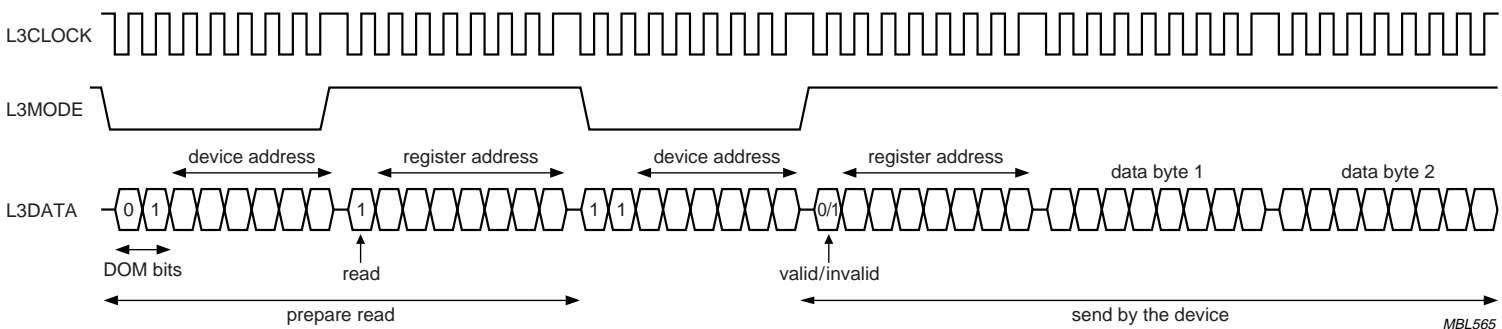 L3CLOCK
L3MODE
device address register address device address register address
data byte 1 data byte 2
L3DATA 0 1 1 1 1 0/1
DOM bits read valid/invalid
prepare read send by the device
MBL565